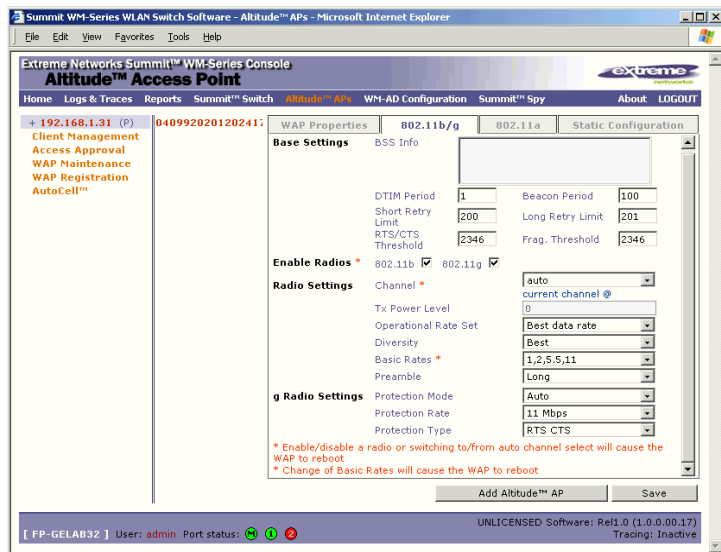 Summit WM-Series WLAN Switch Software - Altitude™ APs - Microsoft Internet Explorer
File Edit View Favorites Tools Help
Extreme Networks Summit™ WM-Series Console
Altitude™ Access Point
extreme
networks
Home Logs & Traces Reports Summit™ Switch Altitude™ APs WM-AD Configuration Summit™ Spy About LOGOUT
+ 192.168.1.31 (P)
Client Management
Access Approval
WAP Maintenance
WAP Registration
AutoCell™
0409920201202417
WAP Properties 802.11b/g 802.11a Static Configuration
Base Settings BSS Info
DTIM Period 1 Beacon Period 100
Short Retry Limit 200 Long Retry Limit 201
RTS/CTS Threshold 2346 Frag. Threshold 2346
Enable Radios * 802.11b 802.11g
Radio Settings Channel * auto
current channel @
Tx Power Level 0
Operational Rate Set Best data rate
Diversity Best
Basic Rates * 1,2,5.5,11
Preamble Long
g Radio Settings Protection Mode Auto
Protection Rate 11 Mbps
Protection Type RTS CTS
* Enable/disable a radio or switching to/from auto channel select will cause the
WAP to reboot
* Change of Basic Rates will cause the WAP to reboot
Add Altitude™ AP Save
[ FP-GELAB32 ] User: admin Port status: M 1 2
UNLICENSED Software: Rel1.0 (1.0.0.00.17)
Tracing: Inactive